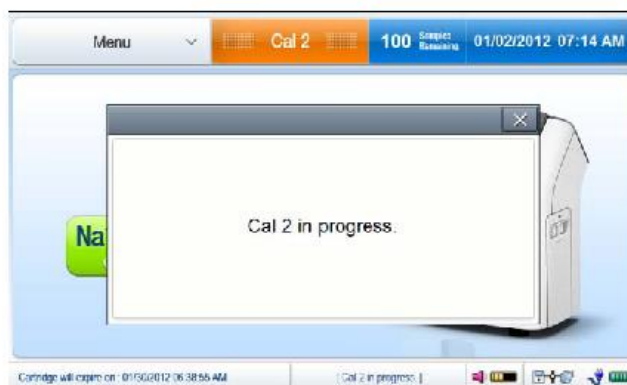 Menu
Cal 2
100 Samples Remaining
01/02/2012 07:14 AM
Cal 2 in progress.
Na
Cartridge will expire on : 01/30/2012 06:38:55 AM
[ Cal 2 in progress. ]